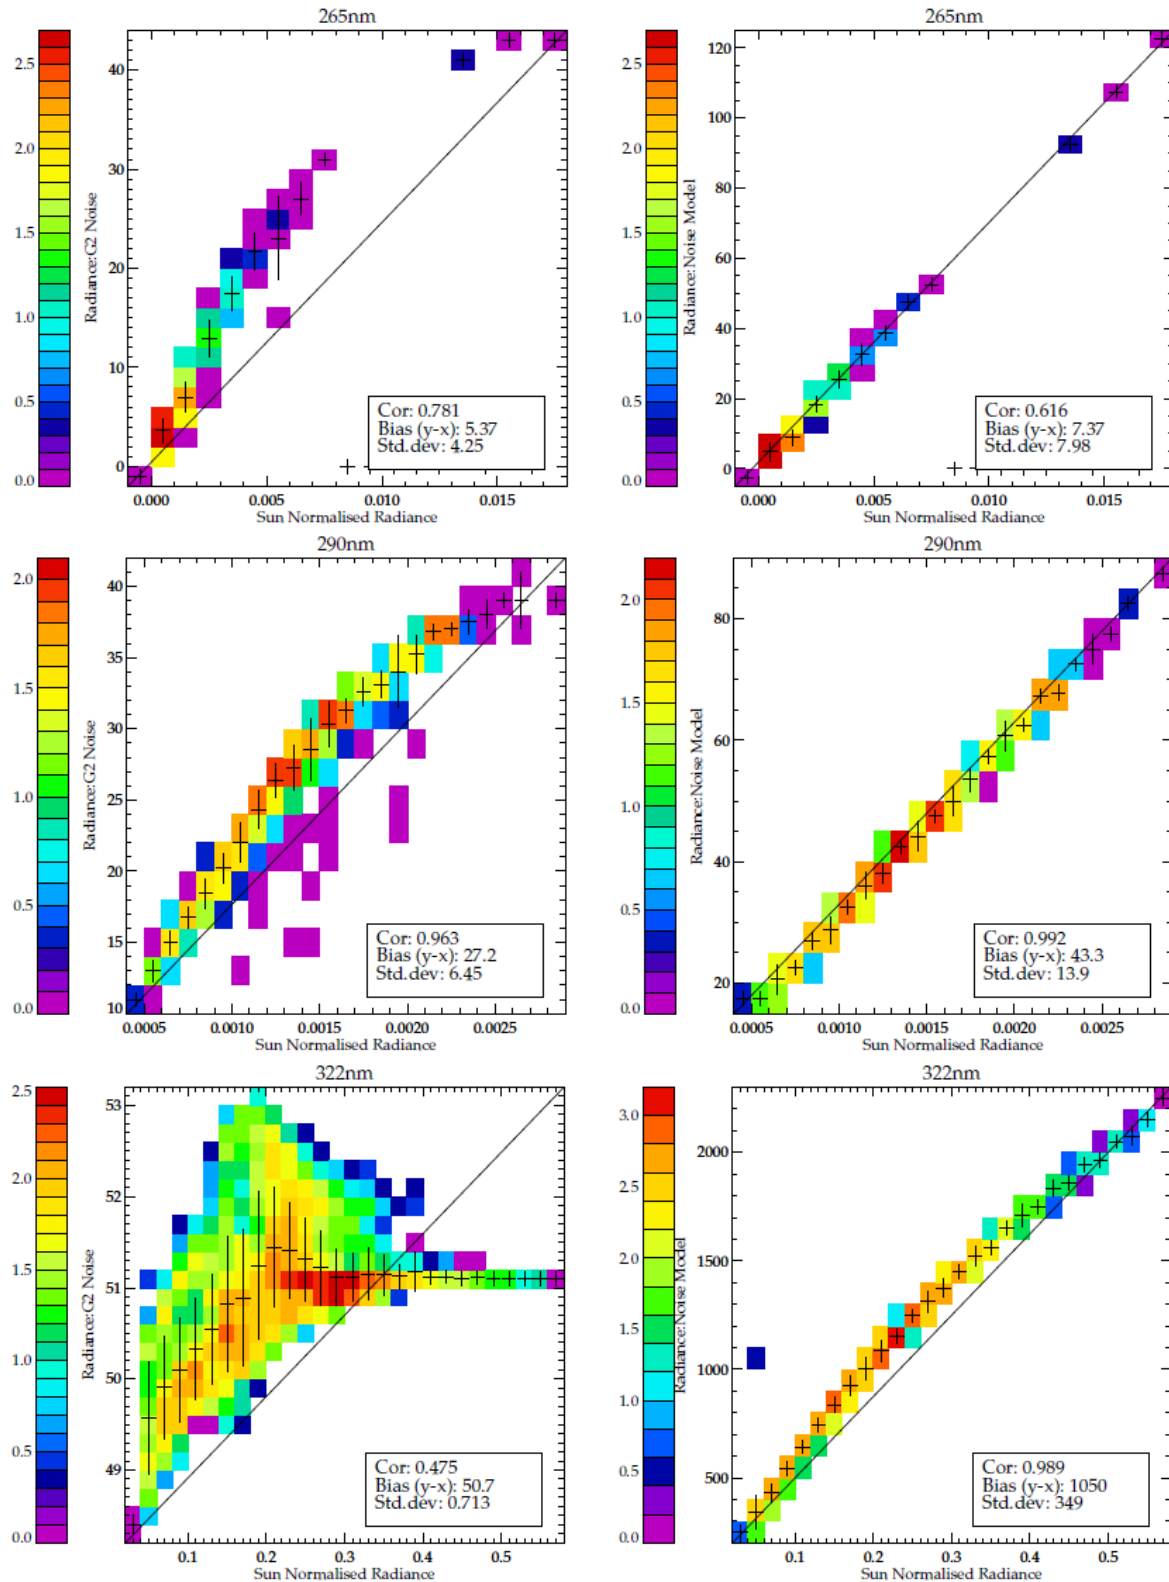 265nm
2.5
2.0
1.5
1.0
0.5
0.0
Radiance:G2 Noise
40
30
20
10
0
Cor: 0.781
Bias (y-x): 5.37
Std.dev: 4.25
0.000 0.005 0.010 0.015
Sun Normalised Radiance
265nm
2.5
2.0
1.5
1.0
0.5
0.0
Radiance:Noise Model
120
100
80
60
40
20
0
Cor: 0.616
Bias (y-x): 7.37
Std.dev: 7.98
0.000 0.005 0.010 0.015
Sun Normalised Radiance
290nm
2.0
1.5
1.0
0.5
0.0
Radiance:G2 Noise
40
35
30
25
20
15
10
Cor: 0.963
Bias (y-x): 27.2
Std.dev: 6.45
0.0005 0.0010 0.0015 0.0020 0.0025
Sun Normalised Radiance
290nm
2.0
1.5
1.0
0.5
0.0
Radiance:Noise Model
80
60
40
20
Cor: 0.992
Bias (y-x): 43.3
Std.dev: 13.9
0.0005 0.0010 0.0015 0.0020 0.0025
Sun Normalised Radiance
322nm
2.5
2.0
1.5
1.0
0.5
0.0
Radiance:G2 Noise
53
52
51
50
49
Cor: 0.475
Bias (y-x): 50.7
Std.dev: 0.713
0.1 0.2 0.3 0.4 0.5
Sun Normalised Radiance
322nm
3.0
2.5
2.0
1.5
1.0
0.5
0.0
Radiance:Noise Model
2000
1500
1000
500
Cor: 0.989
Bias (y-x): 1050
Std.dev: 349
0.1 0.2 0.3 0.4 0.5
Sun Normalised Radiance